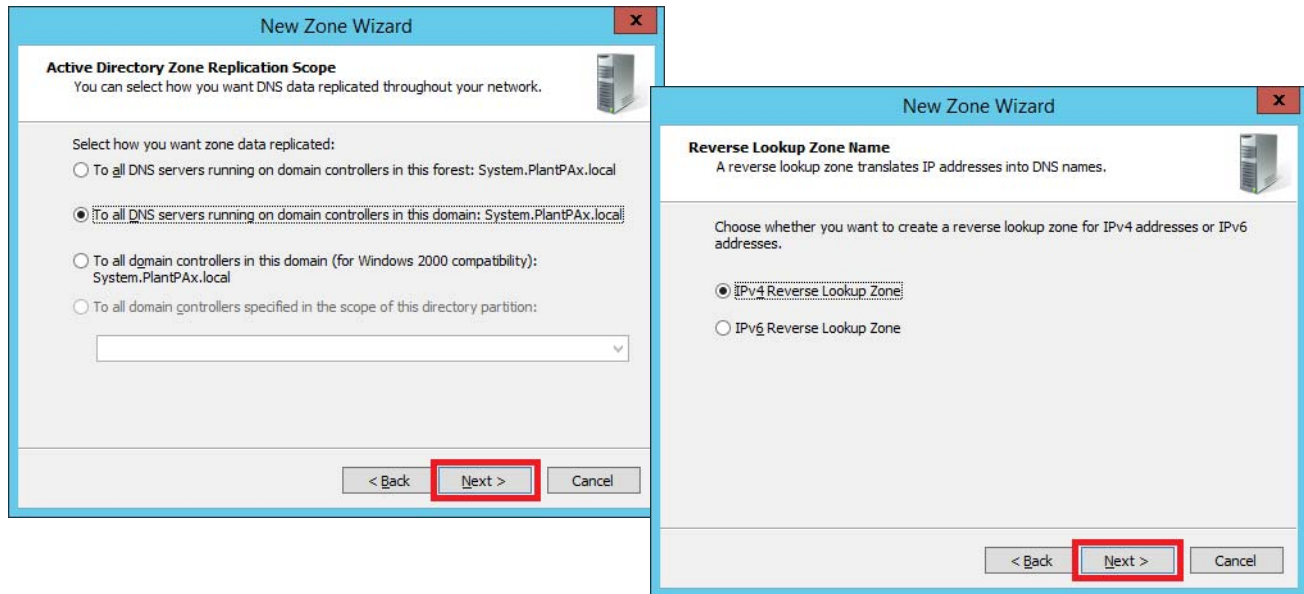 New Zone Wizard
x
Active Directory Zone Replication Scope
You can select how you want DNS data replicated throughout your network.
Select how you want zone data replicated:
To all DNS servers running on domain controllers in this forest: System.PlantPAx.local
To all DNS servers running on domain controllers in this domain: System.PlantPAx.local
To all domain controllers in this domain (for Windows 2000 compatibility):
System.PlantPAx.local
To all domain controllers specified in the scope of this directory partition:
< Back
Next >
Cancel
New Zone Wizard
x
Reverse Lookup Zone Name
A reverse lookup zone translates IP addresses into DNS names.
Choose whether you want to create a reverse lookup zone for IPv4 addresses or IPv6
addresses.
IPv4 Reverse Lookup Zone
IPv6 Reverse Lookup Zone
< Back
Next >
Cancel